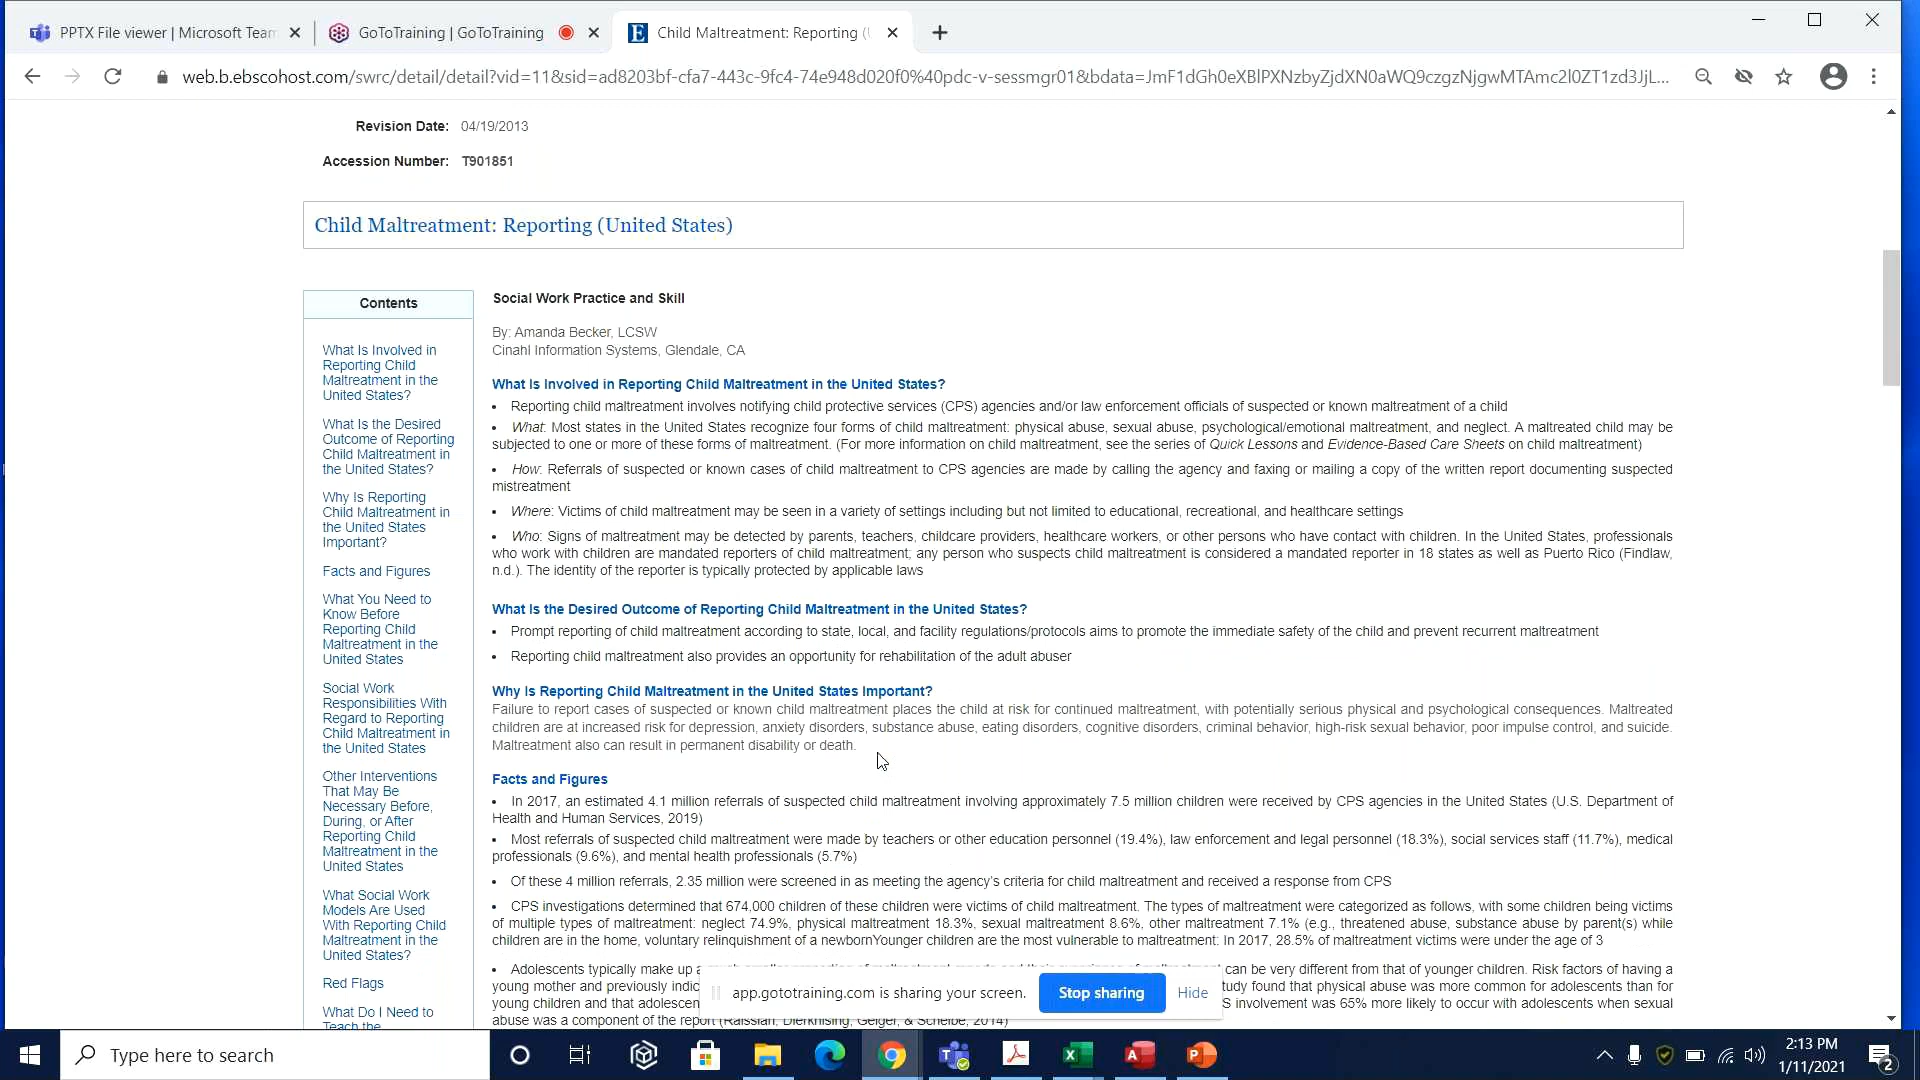 PPTX File viewer | Microsoft Team
GoToTraining | GoToTraining
Child Maltreatment: Reporting (U
web.b.ebscohost.com/swrc/detail/detail?vid=11&sid=ad8203bf-cfa7-443c-9fc4-74e948d020f0%40pdc-v-sessmgr01&bdata=JmF1dGh0eXBlPXNzbyZjdXN0aWQ9czgzNjgwMTAmc2l0ZT1zd3JjL...
Revision Date: 04/19/2013
Accession Number: T901851
Child Maltreatment: Reporting (United States)
Contents
What Is Involved in
Reporting Child
Maltreatment in the
United States?
What Is the Desired
Outcome of Reporting
Child Maltreatment in
the United States?
Why Is Reporting
Child Maltreatment in
the United States
Important?
Facts and Figures
What You Need to
Know Before
Reporting Child
Maltreatment in the
United States
Social Work
Responsibilities With
Regard to Reporting
Child Maltreatment in
the United States
Other Interventions
That May Be
Necessary Before,
During, or After
Reporting Child
Maltreatment in the
United States
What Social Work
Models Are Used
With Reporting Child
Maltreatment in the
United States?
Red Flags
What Do I Need to
Teach the
Social Work Practice and Skill
By: Amanda Becker, LCSW
Cinahl Information Systems, Glendale, CA
What Is Involved in Reporting Child Maltreatment in the United States?
• Reporting child maltreatment involves notifying child protective services (CPS) agencies and/or law enforcement officials of suspected or known maltreatment of a child
• What: Most states in the United States recognize four forms of child maltreatment: physical abuse, sexual abuse, psychological/emotional maltreatment, and neglect. A maltreated child may be
subjected to one or more of these forms of maltreatment. (For more information on child maltreatment, see the series of Quick Lessons and Evidence-Based Care Sheets on child maltreatment)
• How: Referrals of suspected or known cases of child maltreatment to CPS agencies are made by calling the agency and faxing or mailing a copy of the written report documenting suspected
mistreatment
• Where: Victims of child maltreatment may be seen in a variety of settings including but not limited to educational, recreational, and healthcare settings
• Who: Signs of maltreatment may be detected by parents, teachers, childcare providers, healthcare workers, or other persons who have contact with children. In the United States, professionals
who work with children are mandated reporters of child maltreatment; any person who suspects child maltreatment is considered a mandated reporter in 18 states as well as Puerto Rico (Findlaw,
n.d.). The identity of the reporter is typically protected by applicable laws
What Is the Desired Outcome of Reporting Child Maltreatment in the United States?
• Prompt reporting of child maltreatment according to state, local, and facility regulations/protocols aims to promote the immediate safety of the child and prevent recurrent maltreatment
• Reporting child maltreatment also provides an opportunity for rehabilitation of the adult abuser
Why Is Reporting Child Maltreatment in the United States Important?
Failure to report cases of suspected or known child maltreatment places the child at risk for continued maltreatment, with potentially serious physical and psychological consequences. Maltreated
children are at increased risk for depression, anxiety disorders, substance abuse, eating disorders, cognitive disorders, criminal behavior, high-risk sexual behavior, poor impulse control, and suicide.
Maltreatment also can result in permanent disability or death.
Facts and Figures
• In 2017, an estimated 4.1 million referrals of suspected child maltreatment involving approximately 7.5 million children were received by CPS agencies in the United States (U.S. Department of
Health and Human Services, 2019)
• Most referrals of suspected child maltreatment were made by teachers or other education personnel (19.4%), law enforcement and legal personnel (18.3%), social services staff (11.7%), medical
professionals (9.6%), and mental health professionals (5.7%)
• Of these 4 million referrals, 2.35 million were screened in as meeting the agency's criteria for child maltreatment and received a response from CPS
• CPS investigations determined that 674,000 children of these children were victims of child maltreatment. The types of maltreatment were categorized as follows, with some children being victims
of multiple types of maltreatment: neglect 74.9%, physical maltreatment 18.3%, sexual maltreatment 8.6%, other maltreatment 7.1% (e.g., threatened abuse, substance abuse by parent(s) while
children are in the home, voluntary relinquishment of a newbornYounger children are the most vulnerable to maltreatment: In 2017, 28.5% of maltreatment victims were under the age of 3
• Adolescents typically make up a can be very different from that of younger children. Risk factors of having a
young mother and previously indic tudy found that physical abuse was more common for adolescents than for
young children and that adolescen S involvement was 65% more likely to occur with adolescents when sexual
abuse was a component of the report (Raissian, Dierkhising, Geiger, & Schelbe, 2014)
app.gototraining.com is sharing your screen.
Stop sharing
Hide
Type here to search
2:13 PM
1/11/2021
2